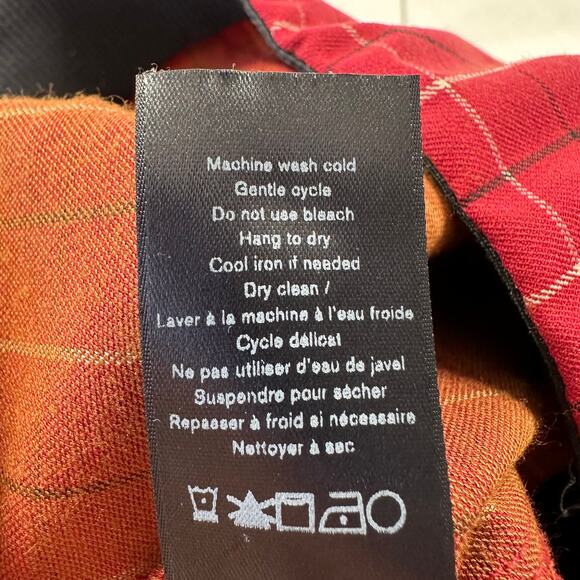 Machine wash cold
Gentle cycle
Do not use bleach
Hang to dry
Cool iron if needed
Dry clean /
Laver à la machine à l'eau froide
Cycle délicat
Ne pas utiliser d'eau de javel
Suspendre pour sécher
Repasser à froid si nécessaire
Nettoyer à sec